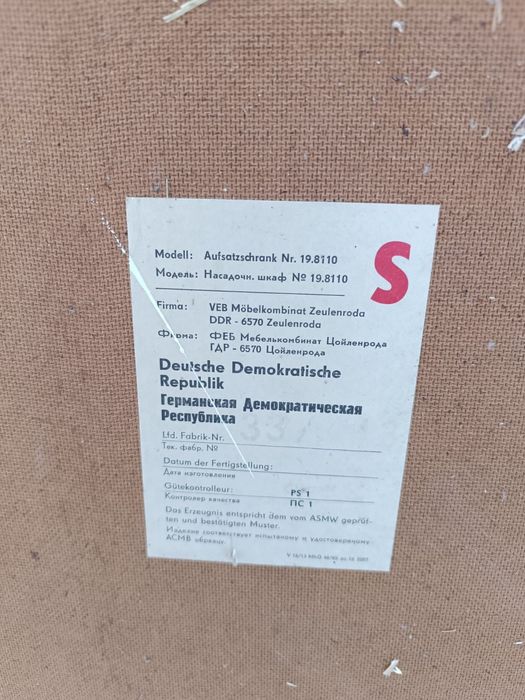 S
Modell: Aufsatzschrank Nr. 19.8110
Модель: Насадочн. шкаф № 19.8110
Firma: VEB Möbelkombinat Zeulenroda
DDR - 6570 Zeulenroda
Фирма: ФЕБ Мебелькомбинат Цойленрода
ГДР - 6570 Цойленрода
Deutsche Demokratische
Republik
Германская Демократическая
Республика
Lfd. Fabrik-Nr.
Тек. фабр. №
Datum der Fertigstellung:
Дата изготовления
Gütekontrolleur: PS 1
Контролер качества ПС 1
Das Erzeugnis entspricht dem vom ASMW geprüf-
ten und bestätigten Muster.
Изделие соответствует испытаному и удостоверяному
АСМВ образцу.